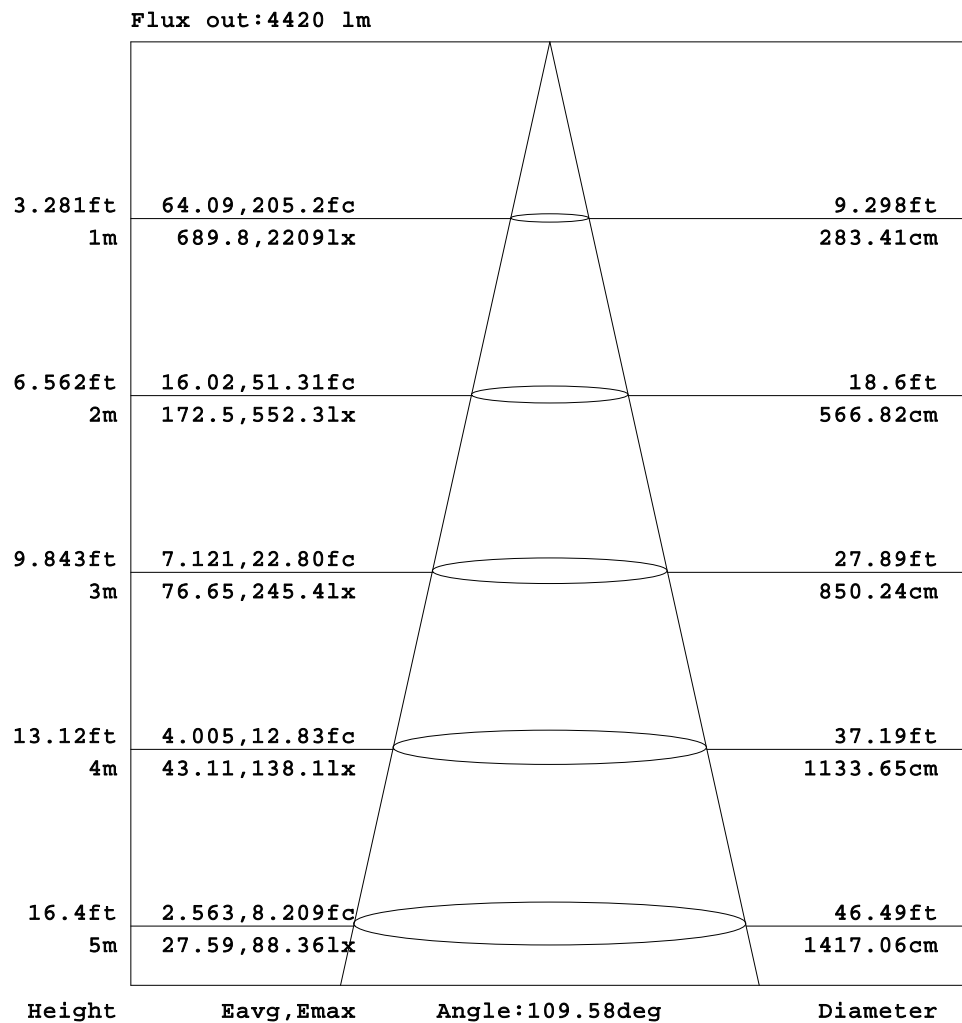 Flux out:4420 lm
3.281ft 64.09,205.2fc 9.298ft
1m 689.8,2209lx 283.41cm
6.562ft 16.02,51.31fc 18.6ft
2m 172.5,552.3lx 566.82cm
9.843ft 7.121,22.80fc 27.89ft
3m 76.65,245.4lx 850.24cm
13.12ft 4.005,12.83fc 37.19ft
4m 43.11,138.1lx 1133.65cm
16.4ft 2.563,8.209fc 46.49ft
5m 27.59,88.36lx 1417.06cm
Height Eavg,Emax Angle:109.58deg Diameter